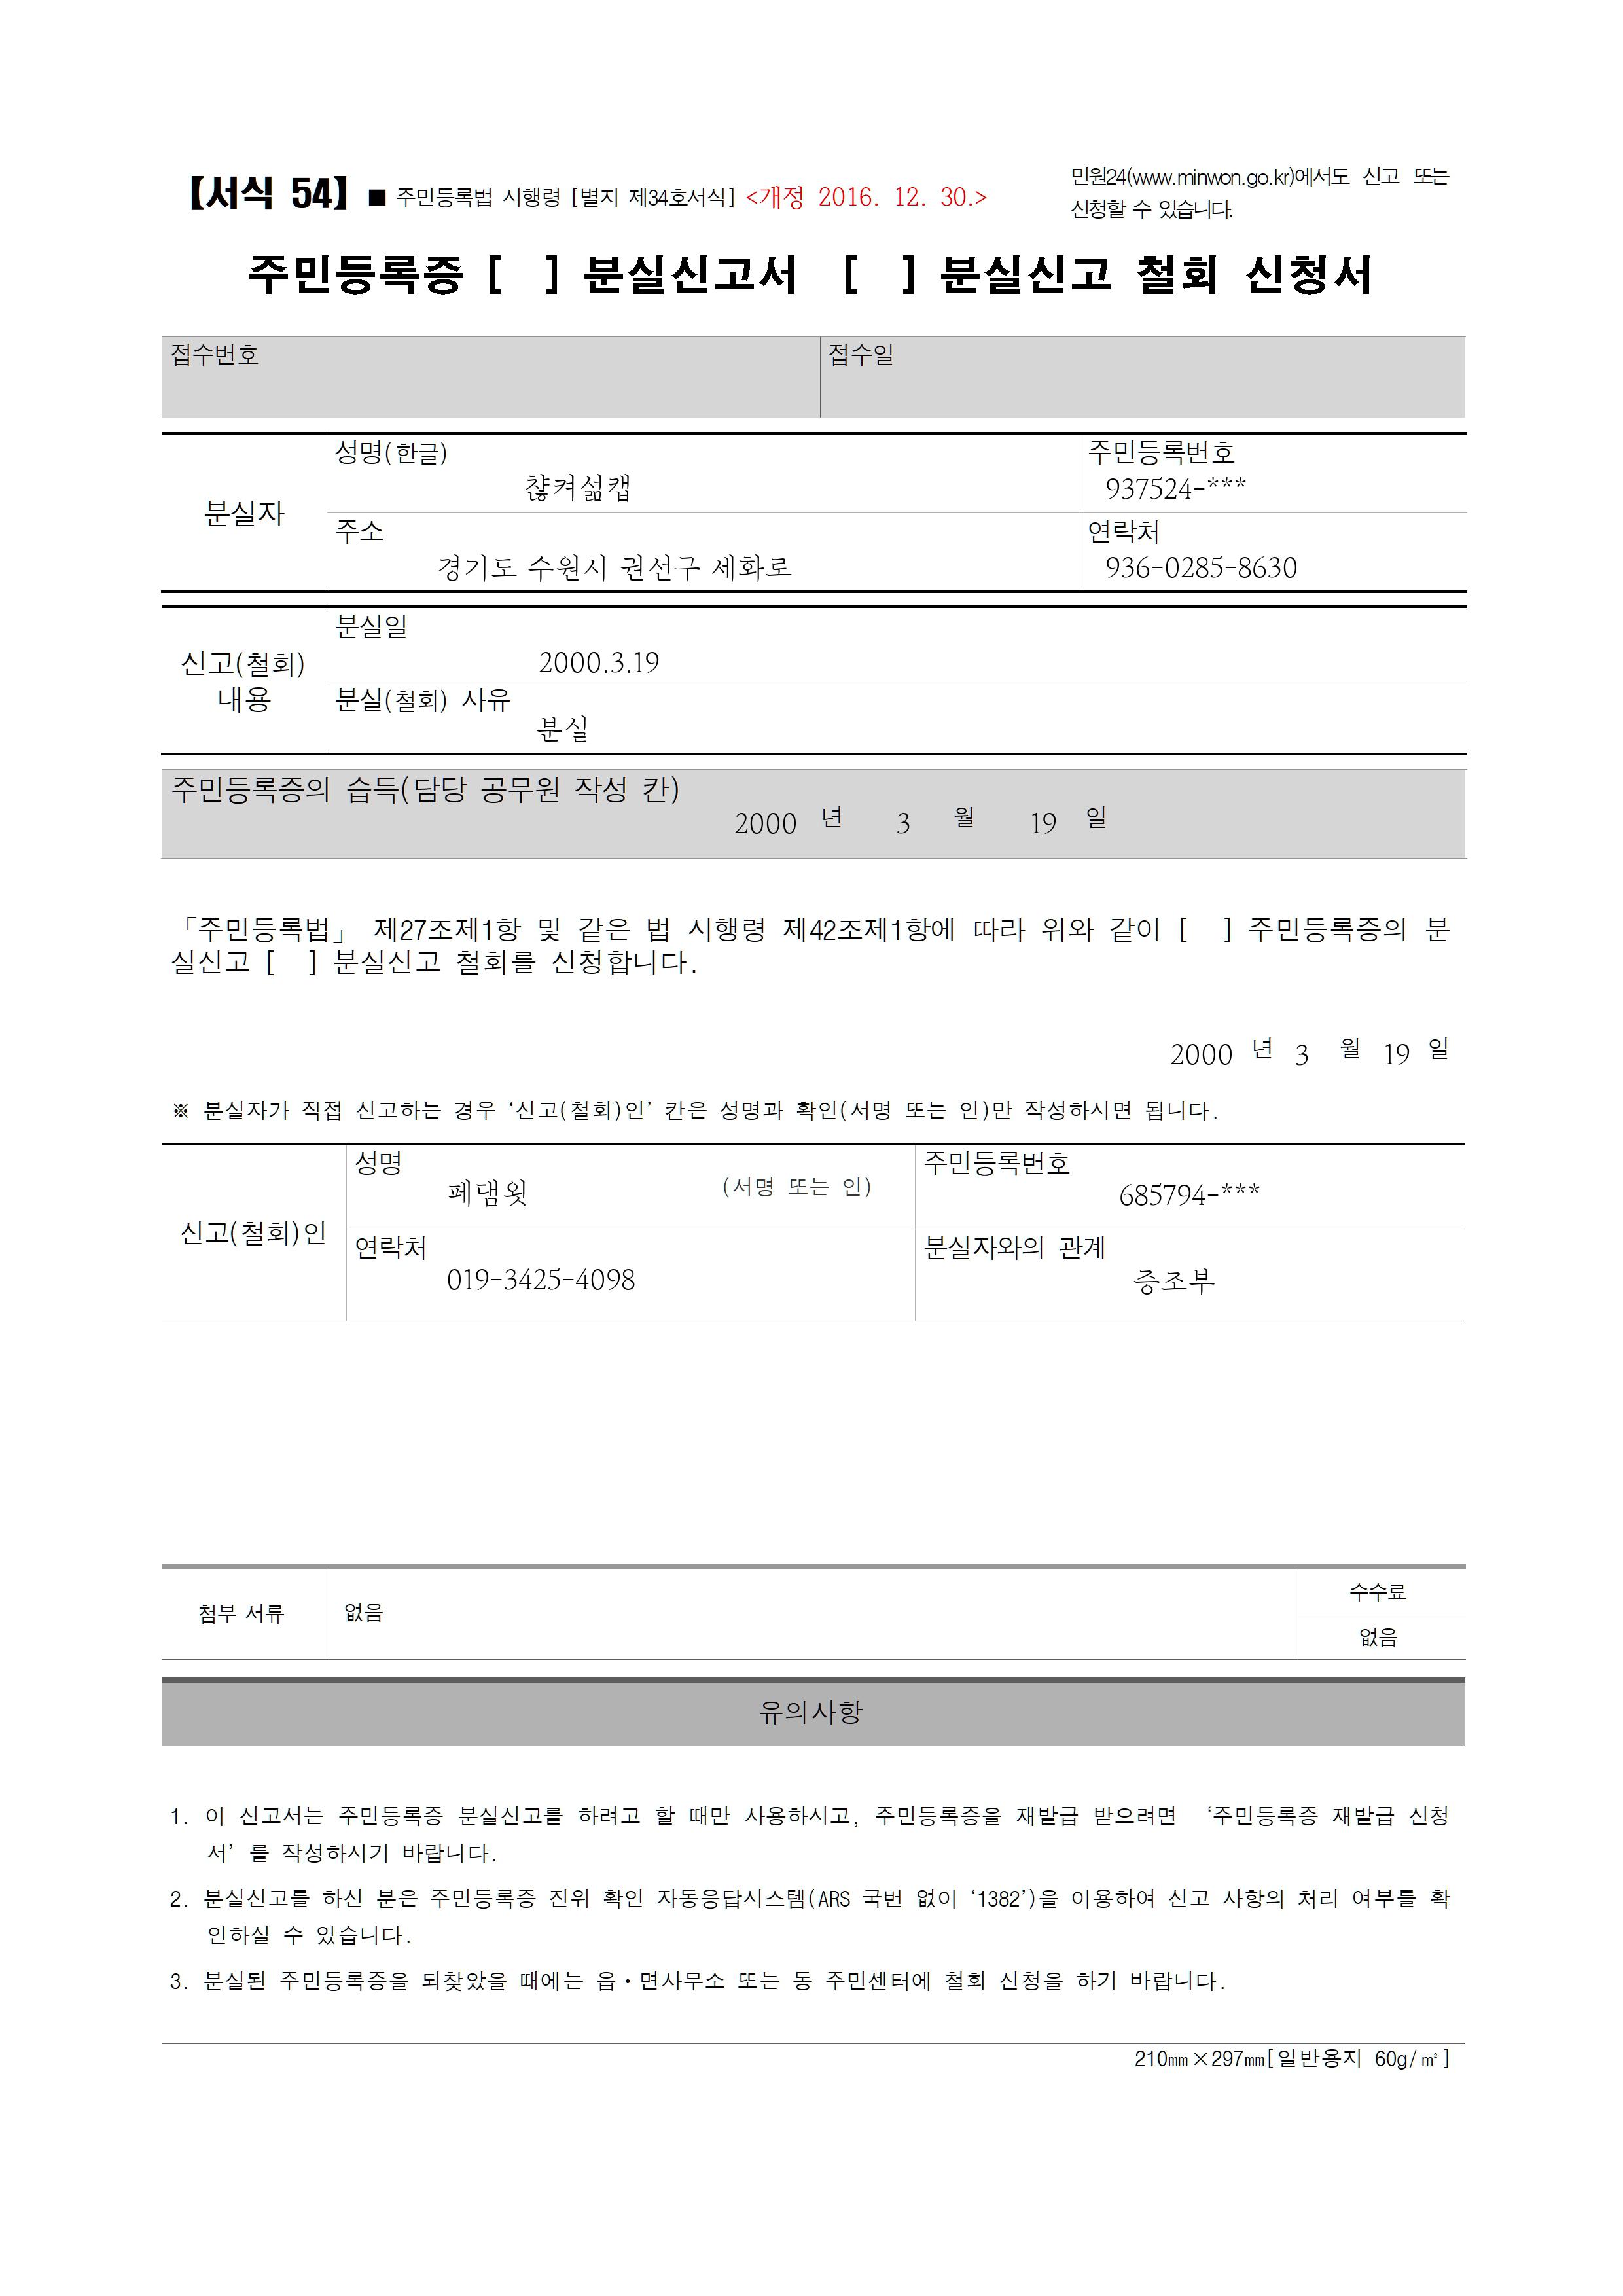 【서식 54】 ■ 주민등록법 시행령 [별지 제34호서식] <개정 2016. 12. 30.>
민원24(www.minwon.go.kr)에서도 신고 또는
신청할 수 있습니다.
주민등록증 [ ] 분실신고서 [ ] 분실신고 철회 신청서
접수번호
접수일
분실자
성명(한글)
챦켜섦캡
주민등록번호
937524-***
주소
경기도 수원시 권선구 세화로
연락처
936-0285-8630
신고(철회)
내용
분실일
2000.3.19
분실(철회) 사유
분실
주민등록증의 습득(담당 공무원 작성 칸)
2000 년 3 월 19 일
「주민등록법」 제27조제1항 및 같은 법 시행령 제42조제1항에 따라 위와 같이 [ ] 주민등록증의 분
실신고 [ ] 분실신고 철회를 신청합니다.
2000 년 3 월 19 일
※ 분실자가 직접 신고하는 경우 ‘신고(철회)인’ 칸은 성명과 확인(서명 또는 인)만 작성하시면 됩니다.
신고(철회)인
성명
페댐욋 (서명 또는 인)
주민등록번호
685794-***
연락처
019-3425-4098
분실자와의 관계
증조부
첨부 서류
없음
수수료
없음
유의사항
1. 이 신고서는 주민등록증 분실신고를 하려고 할 때만 사용하시고, 주민등록증을 재발급 받으려면 ‘주민등록증 재발급 신청
서’를 작성하시기 바랍니다.
2. 분실신고를 하신 분은 주민등록증 진위 확인 자동응답시스템(ARS 국번 없이 ‘1382’)을 이용하여 신고 사항의 처리 여부를 확
인하실 수 있습니다.
3. 분실된 주민등록증을 되찾았을 때에는 읍ㆍ면사무소 또는 동 주민센터에 철회 신청을 하기 바랍니다.
210㎜×297㎜[일반용지 60g/㎡]